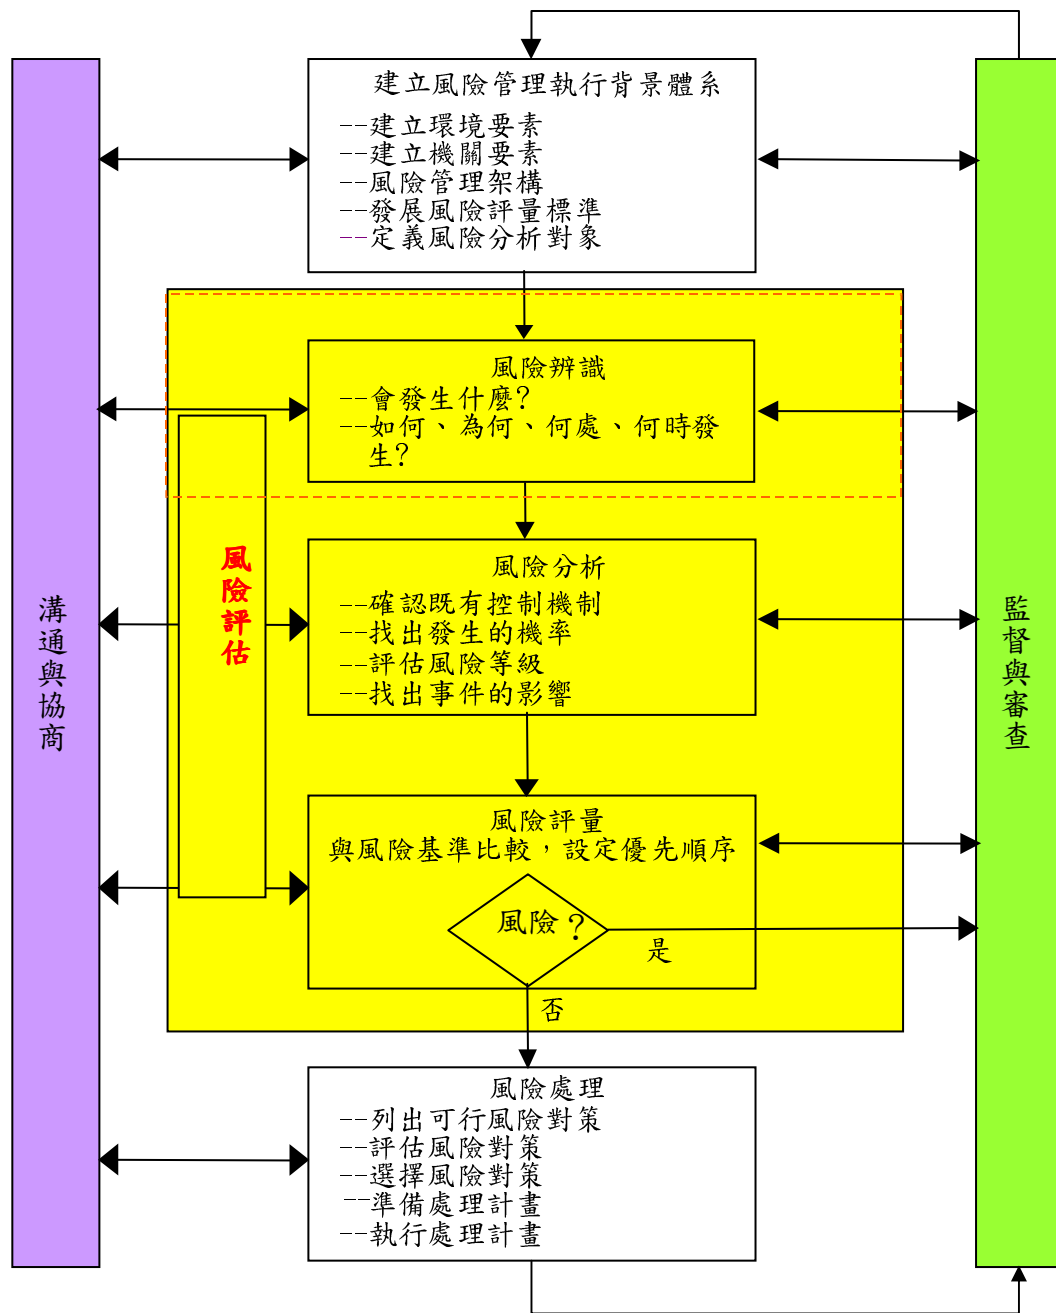 建立風險管理執行背景體系
--建立環境要素
--建立機關要素
--風險管理架構
--發展風險評量標準
--定義風險分析對象
風險辨識
--會發生什麼?
--如何、為何、何處、何時發
生?
風險評估
風險分析
--確認既有控制機制
--找出發生的機率
--評估風險等級
--找出事件的影響
溝通與協商
監督與審查
風險評量
與風險基準比較，設定優先順序
風險？
是
否
風險處理
--列出可行風險對策
--評估風險對策
--選擇風險對策
--準備處理計畫
--執行處理計畫